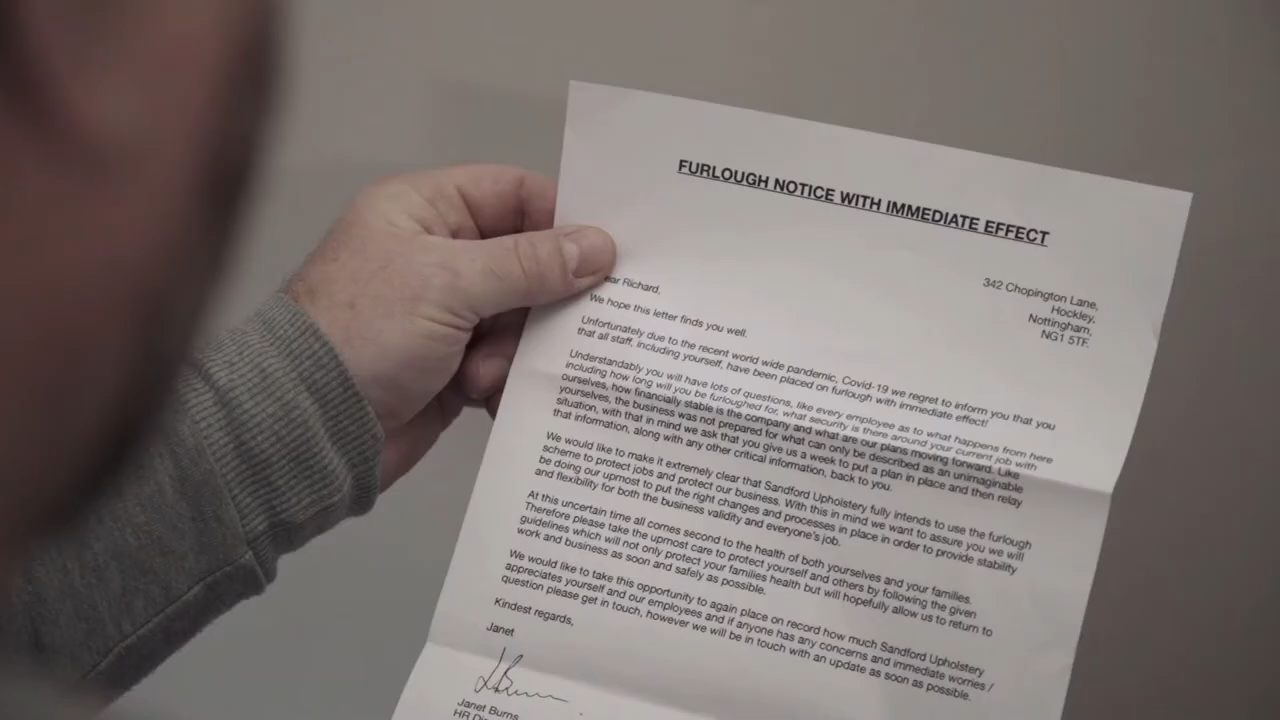 FURLOUGH NOTICE WITH IMMEDIATE EFFECT
342 Chopington Lane,
Hockley,
Nottingham,
NG1 5TF.
ear Richard,
We hope this letter finds you well.
Unfortunately due to the recent world wide pandemic, Covid-19 we regret to inform you that you
that all staff, including yourself, have been placed on furlough with immediate effect!
Understandably you will have lots of questions, like every employee as to what happens from here
including how long will you be furloughed for, what security is there around your current job with
ourselves, how financially stable is the company and what are our plans moving forward. Like
yourselves, the business was not prepared for what can only be described as an unimaginable
situation, with that in mind we ask that you give us a week to put a plan in place and then relay
that information, along with any other critical information, back to you.
We would like to make it extremely clear that Sandford Upholstery fully intends to use the furlough
scheme to protect jobs and protect our business. With this in mind we want to assure you we will
be doing our upmost to put the right changes and processes in place in order to provide stability
and flexibility for both the business validity and everyone's job.
At this uncertain time all comes second to the health of both yourselves and your families.
Therefore please take the upmost care to protect yourself and others by following the given
guidelines which will not only protect your families health but will hopefully allow us to return to
work and business as soon and safely as possible.
We would like to take this opportunity to again place on record how much Sandford Upholstery
appreciates yourself and our employees and if anyone has any concerns and immediate worries /
question please get in touch, however we will be in touch with an update as soon as possible.
Kindest regards,
Janet
Janet Burns
HR Di